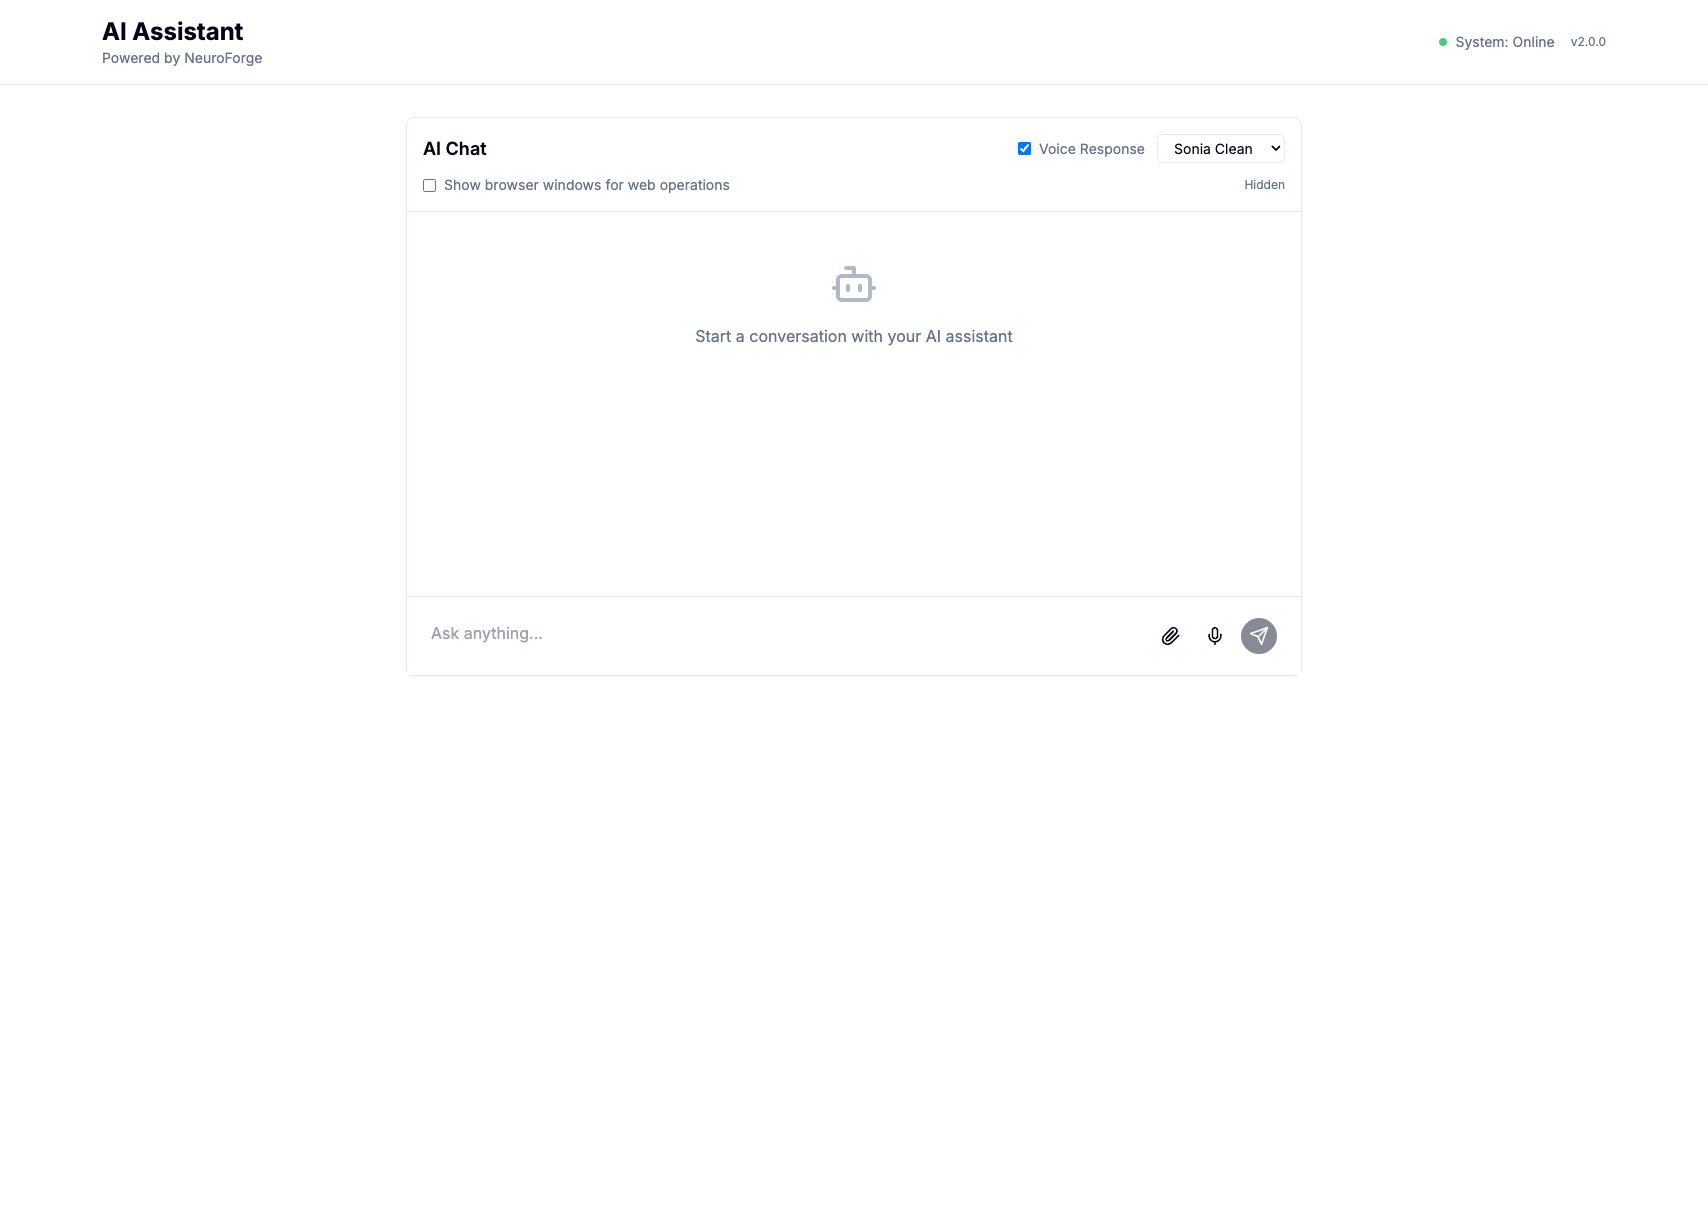 AI Assistant
Powered by NeuroForge
System: Online
v2.0.0
AI Chat
Voice Response
Sonia Clean
Show browser windows for web operations
Hidden
Start a conversation with your AI assistant
Ask anything...